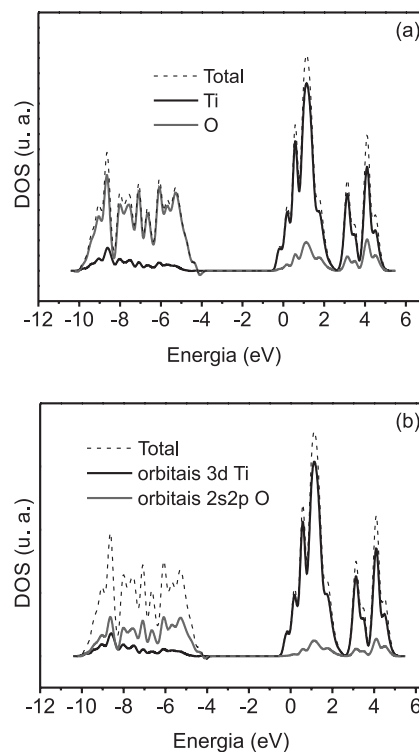 (a)
Total
Ti
O
DOS (u. a.)
-12 -10 -8 -6 -4 -2 0 2 4 6
Energia (eV)
(b)
Total
orbitais 3d Ti
orbitais 2s2p O
DOS (u. a.)
-12 -10 -8 -6 -4 -2 0 2 4 6
Energia (eV)